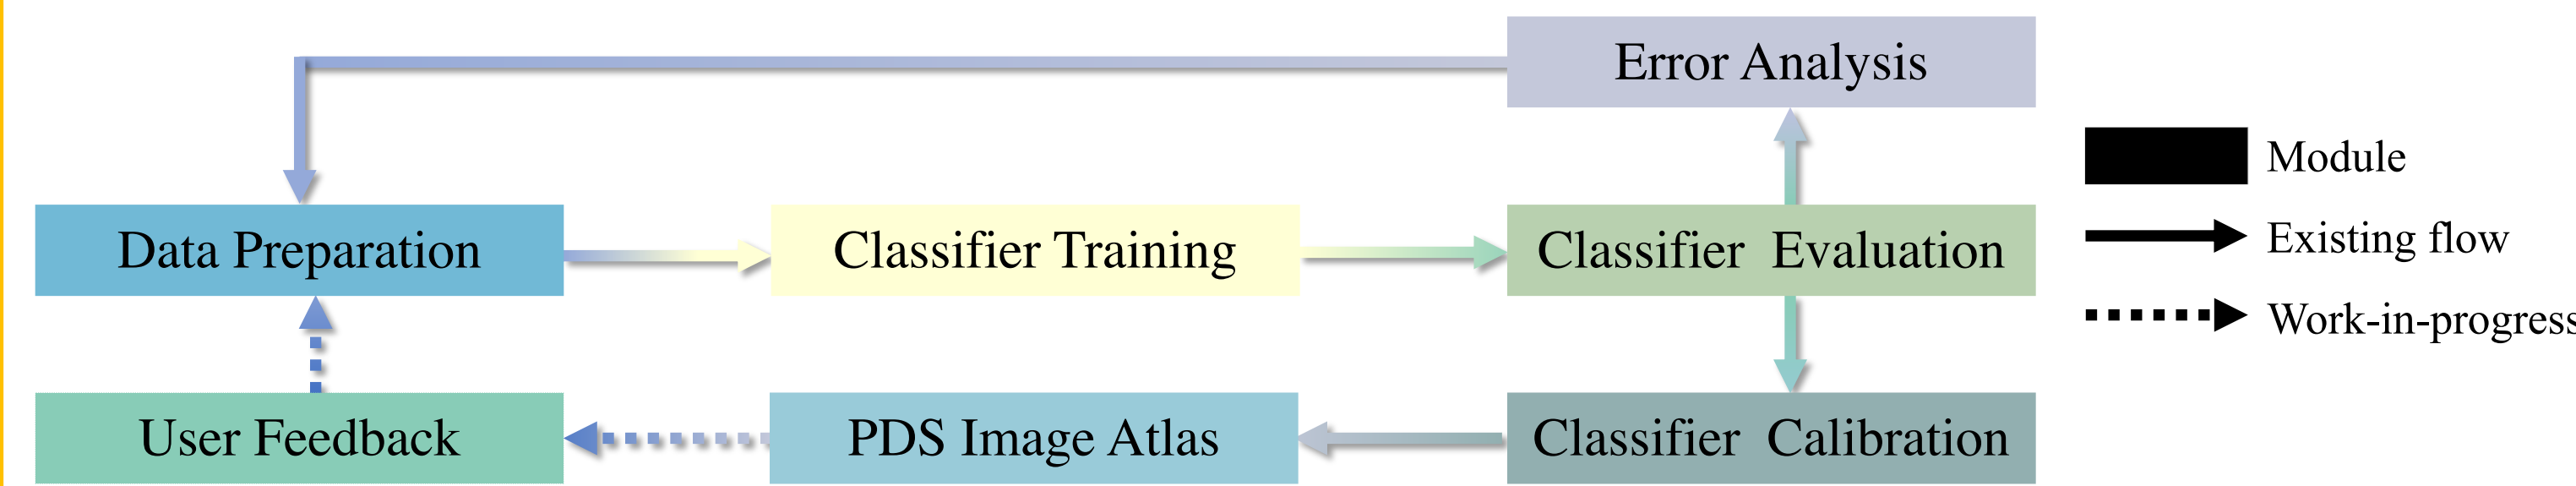 Error Analysis
Module
Data Preparation
Classifier Training
Classifier Evaluation
Existing flow
Work-in-progress
User Feedback
PDS Image Atlas
Classifier Calibration